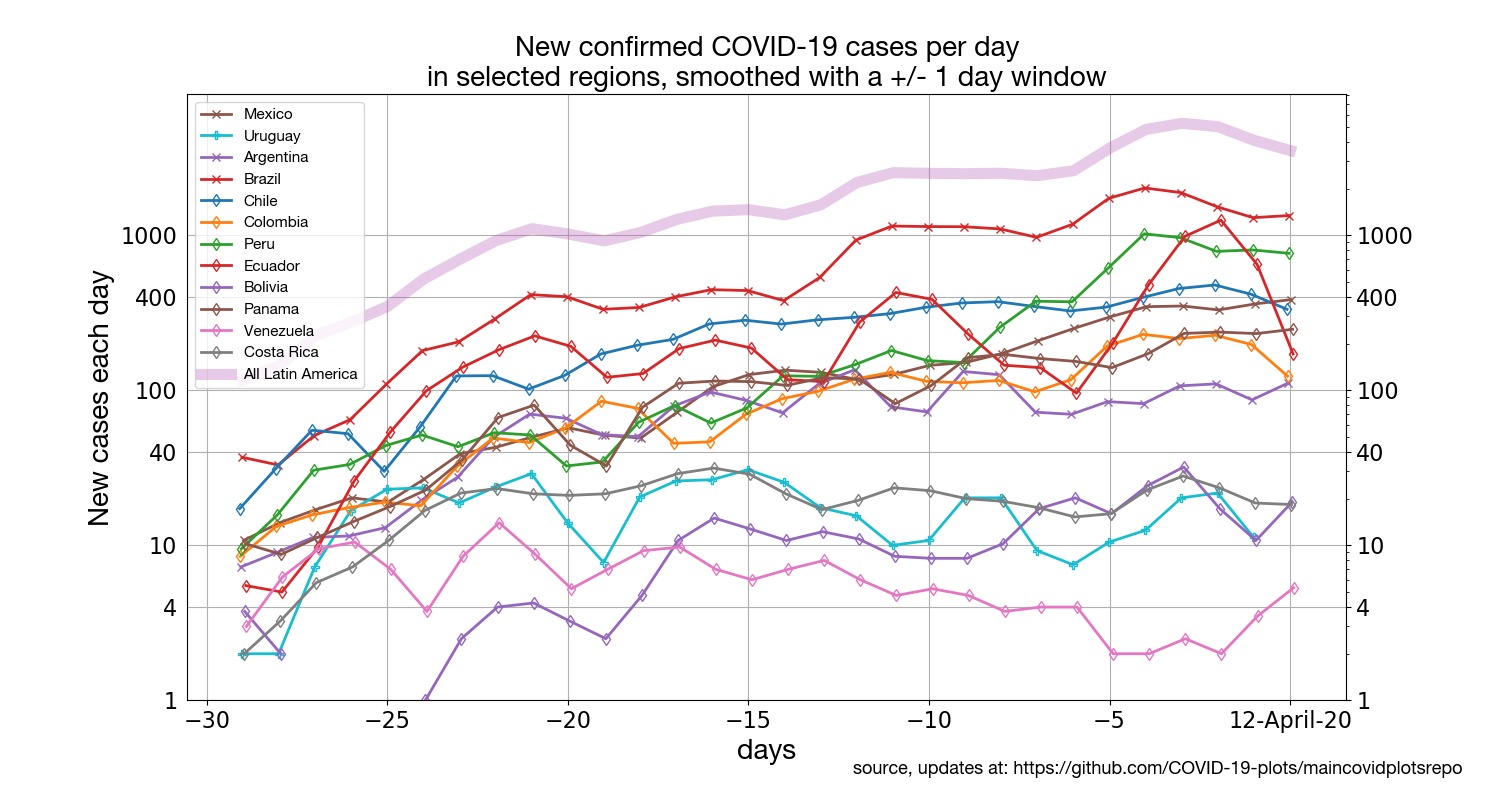 New confirmed COVID-19 cases per day
in selected regions, smoothed with a +/- 1 day window
Mexico
Uruguay
Argentina
Brazil
Chile
Colombia
Peru
Ecuador
Bolivia
Panama
Venezuela
Costa Rica
All Latin America
New cases each day
1000
400
100
40
10
4
1
1000
400
100
40
10
4
1
−30
−25
−20
−15
−10
−5
12-April-20
days
source, updates at: https://github.com/COVID-19-plots/maincovidplotsrepo